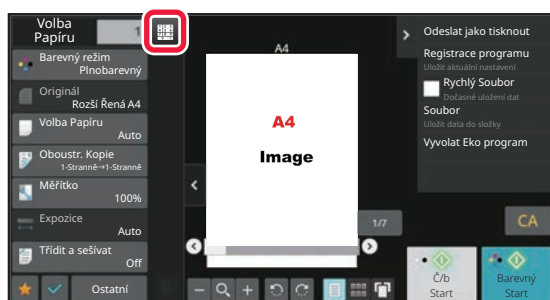 Volba
Papíru
1
Barevný režim
Plnobarevný
Originál
Rozší Řená A4
Volba Papíru
Auto
Oboustr. Kopie
1-Stranně→1-Stranně
Měřítko
100%
Expozice
Auto
Třídit a sešívat
Off
Ostatní
A4
A4
Image
1/7
Odeslat jako tisknout
Registrace programu
Uložit aktuální nastavení
Rychlý Soubor
Dočasné uložení dat
Soubor
Uložit data do složky
Vyvolat Eko program
CA
Č/b
Start
Barevný
Start